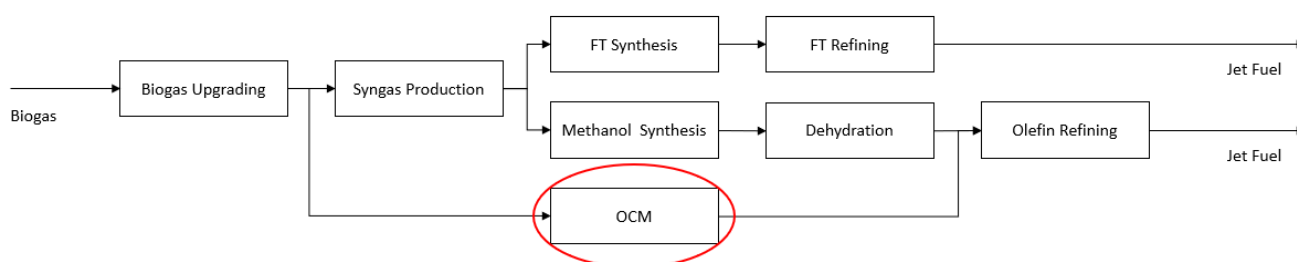 FT Synthesis
FT Refining
Jet Fuel
Biogas
Biogas Upgrading
Syngas Production
Methanol Synthesis
Dehydration
Olefin Refining
Jet Fuel
OCM